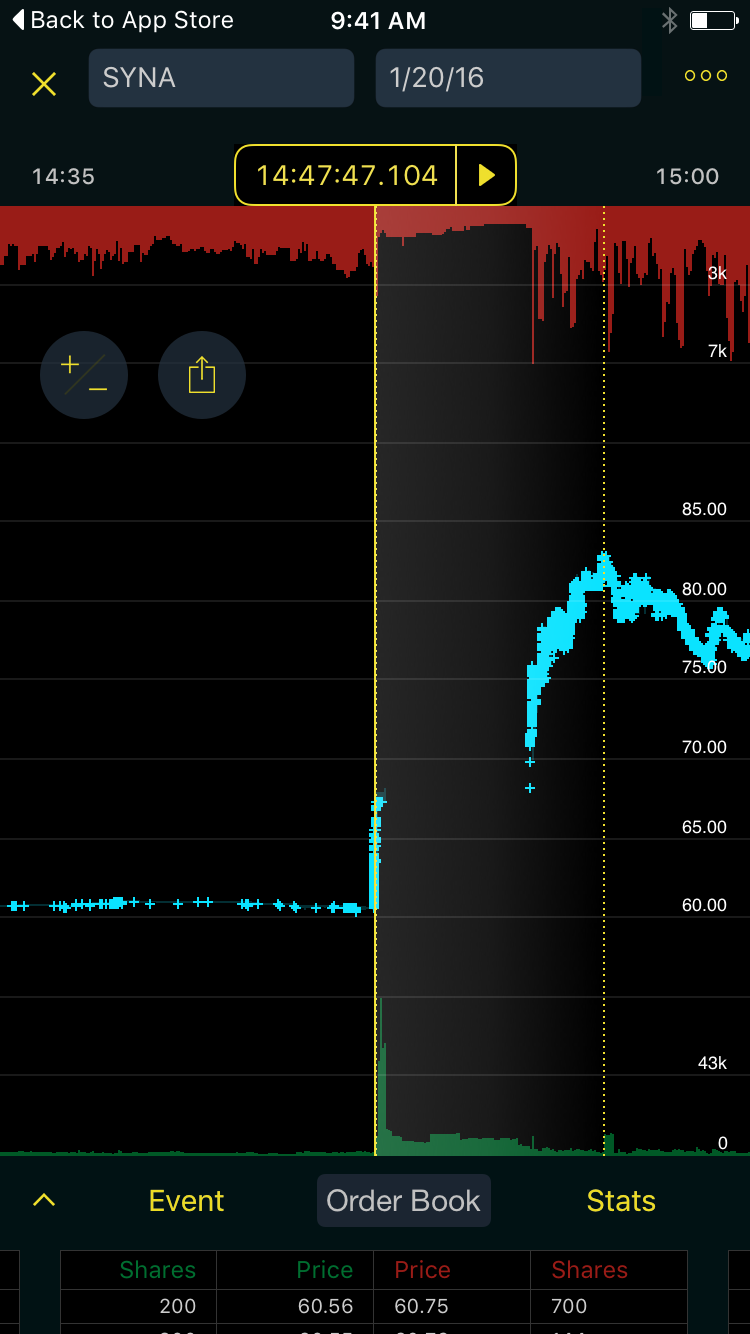 Back to App Store
9:41 AM
SYNA
1/20/16
14:35
14:47:47.104
15:00
3k
7k
85.00
80.00
75.00
70.00
65.00
60.00
43k
0
Event Order Book Stats
Shares Price Price Shares
200 60.56 60.75 700